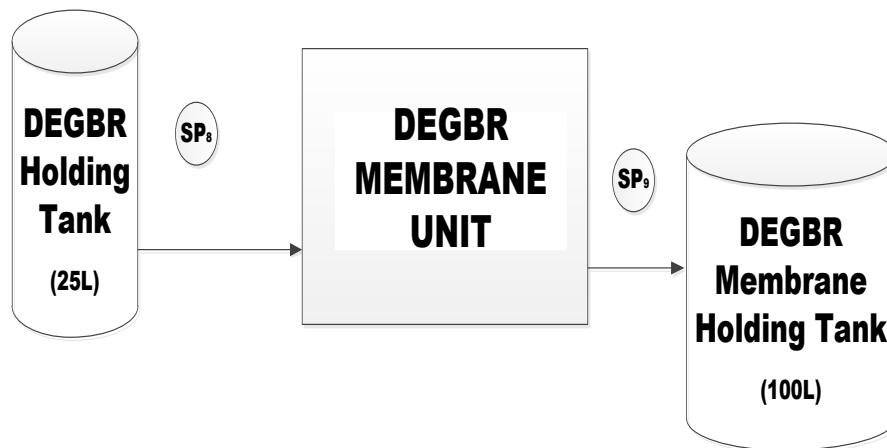 DEGBR
Holding
Tank
(25L)
SP₈
DEGBR
MEMBRANE
UNIT
SP₉
DEGBR
Membrane
Holding Tank
(100L)